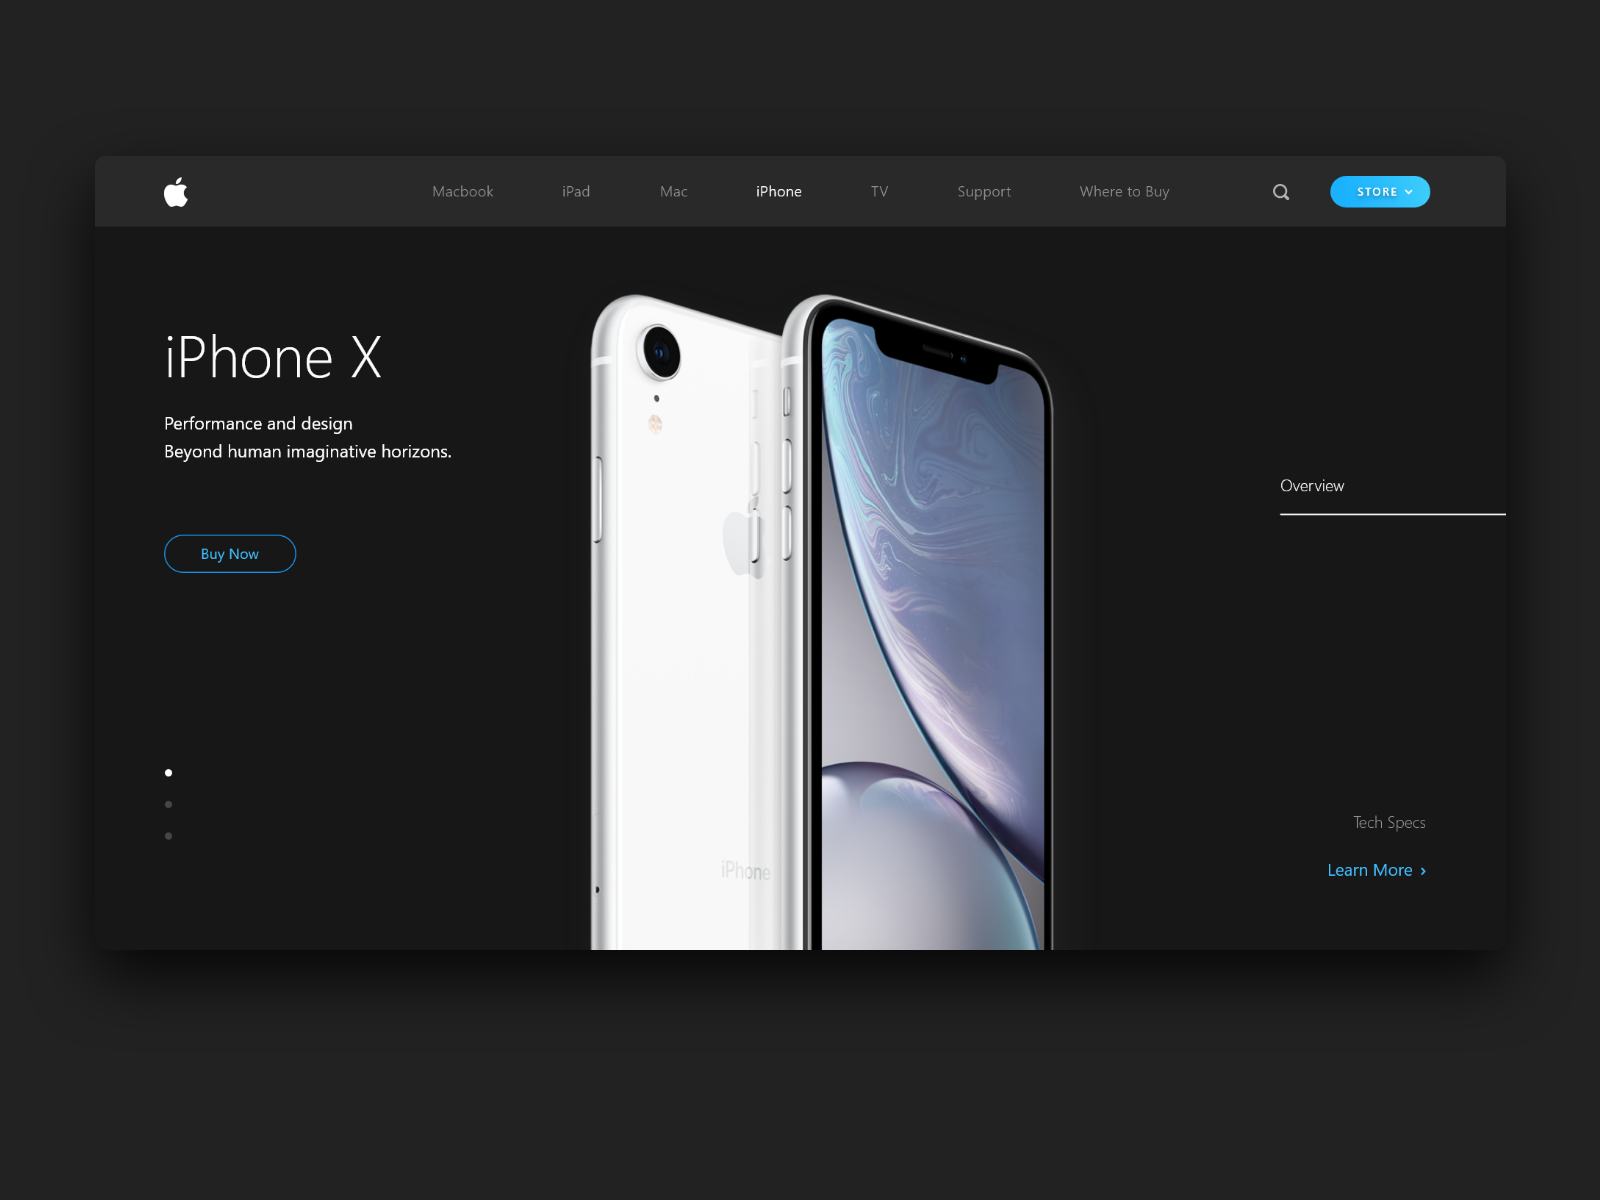 Macbook
iPad
Mac
iPhone
TV
Support
Where to Buy
STORE
iPhone X
Performance and design
Beyond human imaginative horizons.
Buy Now
Overview
iPhone
Tech Specs
Learn More ›